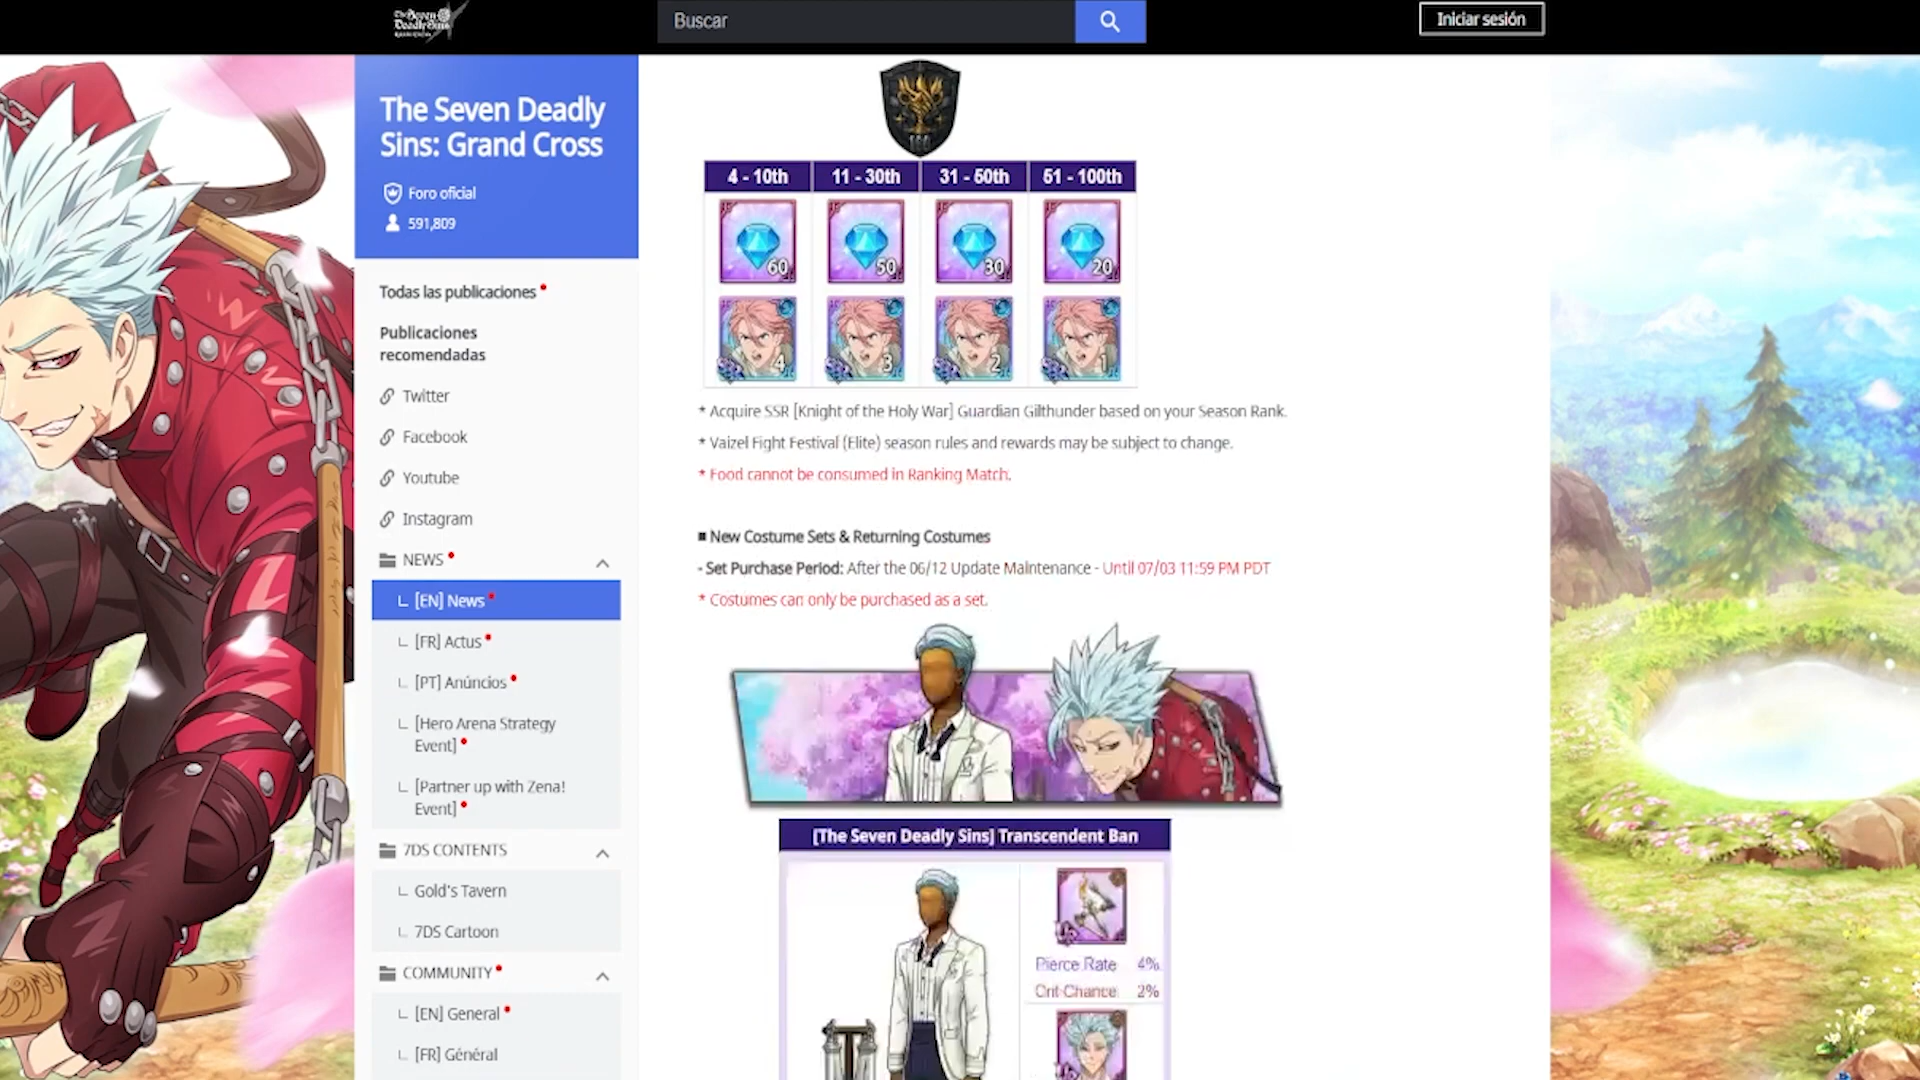 The Seven
Deadly Sins
Buscar
Iniciar sesión
The Seven Deadly
Sins: Grand Cross
Foro oficial
591,809
Todas las publicaciones
Publicaciones
recomendadas
Twitter
Facebook
Youtube
Instagram
NEWS
[EN] News
[FR] Actus
[PT] Anúncios
[Hero Arena Strategy
Event]
[Partner up with Zena!
Event]
7DS CONTENTS
Gold's Tavern
7DS Cartoon
COMMUNITY
[EN] General
[FR] Général
100
4 - 10th 11 - 30th 31 - 50th 51 - 100th
60 50 30 20
4 3 2 1
* Acquire SSR [Knight of the Holy War] Guardian Gilthunder based on your Season Rank.
* Vaizel Fight Festival (Elite) season rules and rewards may be subject to change.
* Food cannot be consumed in Ranking Match.
■ New Costume Sets & Returning Costumes
- Set Purchase Period: After the 06/12 Update Maintenance - Until 07/03 11:59 PM PDT
* Costumes can only be purchased as a set.
[The Seven Deadly Sins] Transcendent Ban
Pierce Rate 4%
Crit Chance 2%